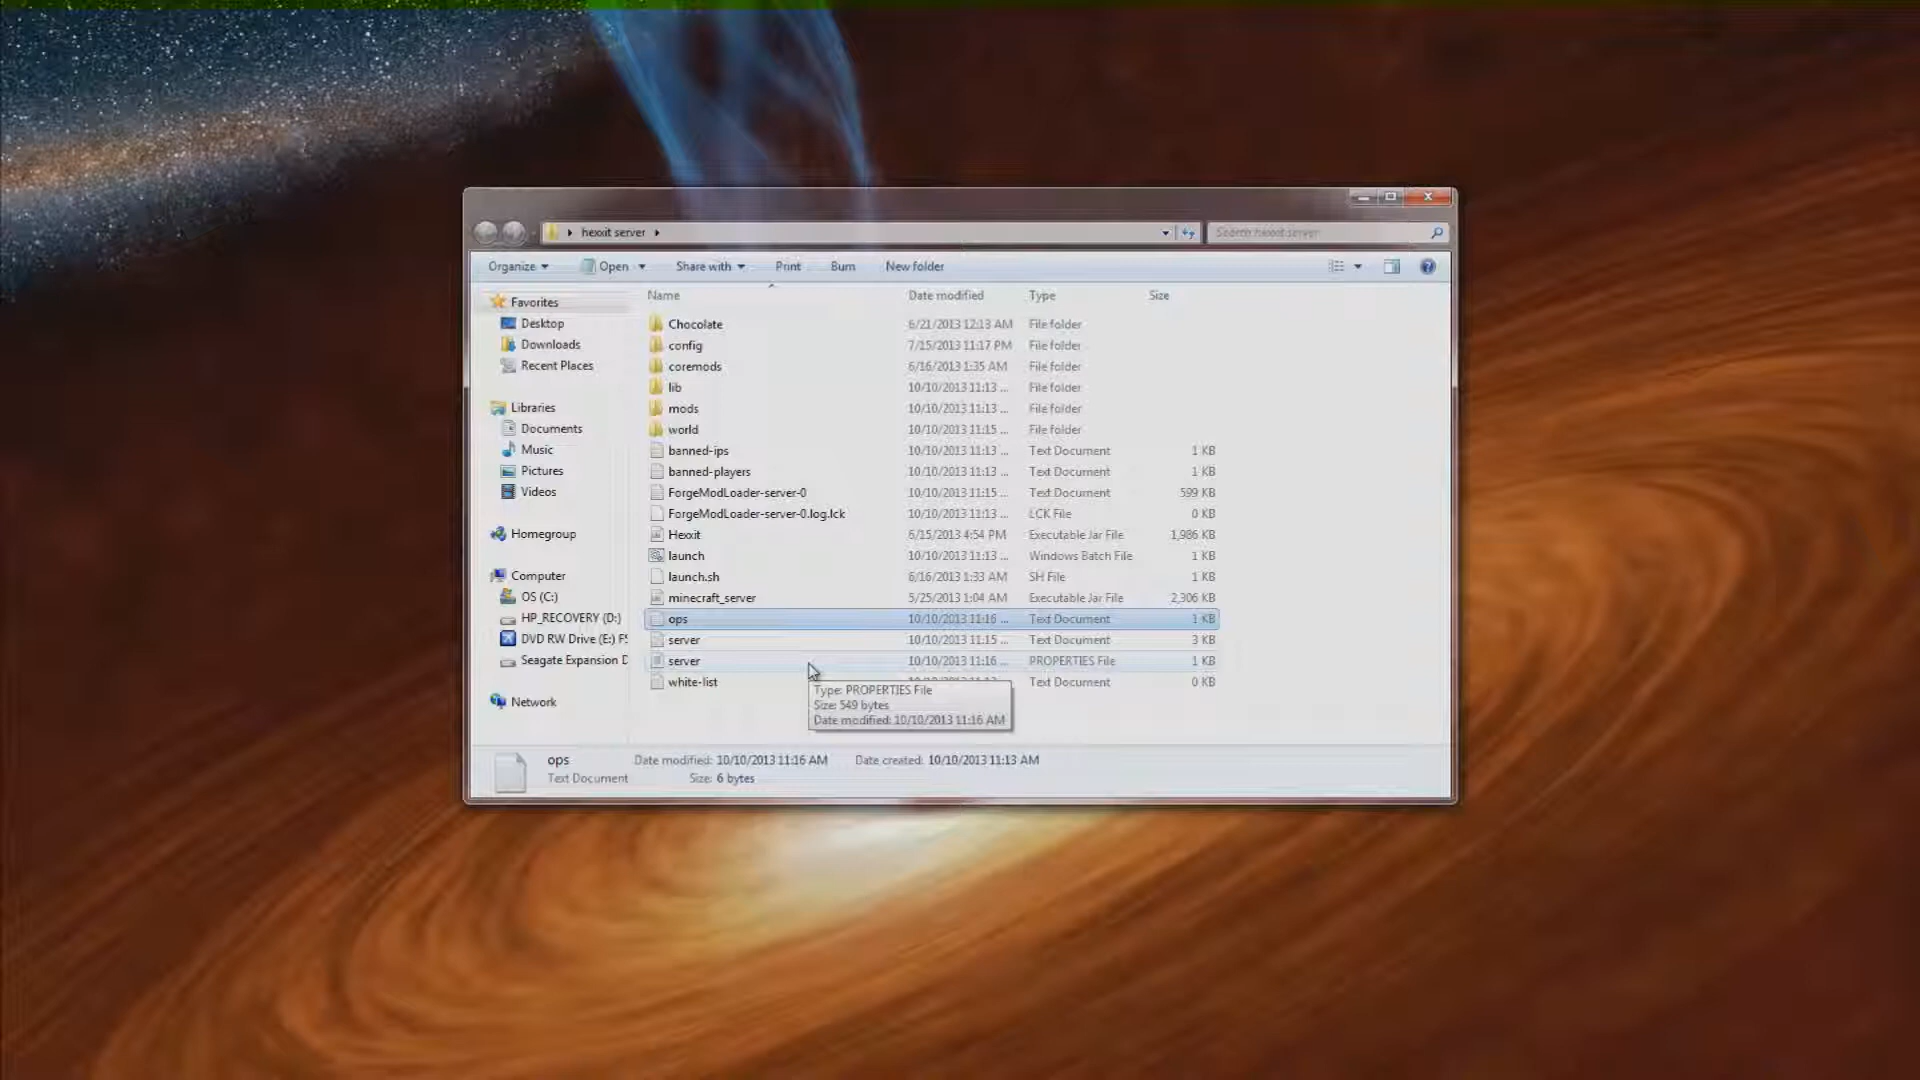 hexxit server
Search hexxit server
Organize
Open
Share with
Print
Burn
New folder
Name Date modified Type Size
Favorites
Desktop
Downloads
Recent Places
Libraries
Documents
Music
Pictures
Videos
Homegroup
Computer
OS (C:)
HP_RECOVERY (D:)
DVD RW Drive (E:) FS
Seagate Expansion D
Network
Chocolate 6/21/2013 12:13 AM File folder
config 7/15/2013 11:17 PM File folder
coremods 6/16/2013 1:35 AM File folder
lib 10/10/2013 11:13 ... File folder
mods 10/10/2013 11:13 ... File folder
world 10/10/2013 11:15 ... File folder
banned-ips 10/10/2013 11:13 ... Text Document 1 KB
banned-players 10/10/2013 11:13 ... Text Document 1 KB
ForgeModLoader-server-0 10/10/2013 11:15 ... Text Document 599 KB
ForgeModLoader-server-0.log.lck 10/10/2013 11:13 ... LCK File 0 KB
Hexxit 6/15/2013 4:54 PM Executable Jar File 1,986 KB
launch 10/10/2013 11:13 ... Windows Batch File 1 KB
launch.sh 6/16/2013 1:33 AM SH File 1 KB
minecraft_server 5/25/2013 1:04 AM Executable Jar File 2,306 KB
ops 10/10/2013 11:16 ... Text Document 1 KB
server 10/10/2013 11:15 ... Text Document 3 KB
server 10/10/2013 11:16 ... PROPERTIES File 1 KB
white-list Text Document 0 KB
Type: PROPERTIES File
Size: 549 bytes
Date modified: 10/10/2013 11:16 AM
ops Date modified: 10/10/2013 11:16 AM Date created: 10/10/2013 11:13 AM
Text Document Size: 6 bytes